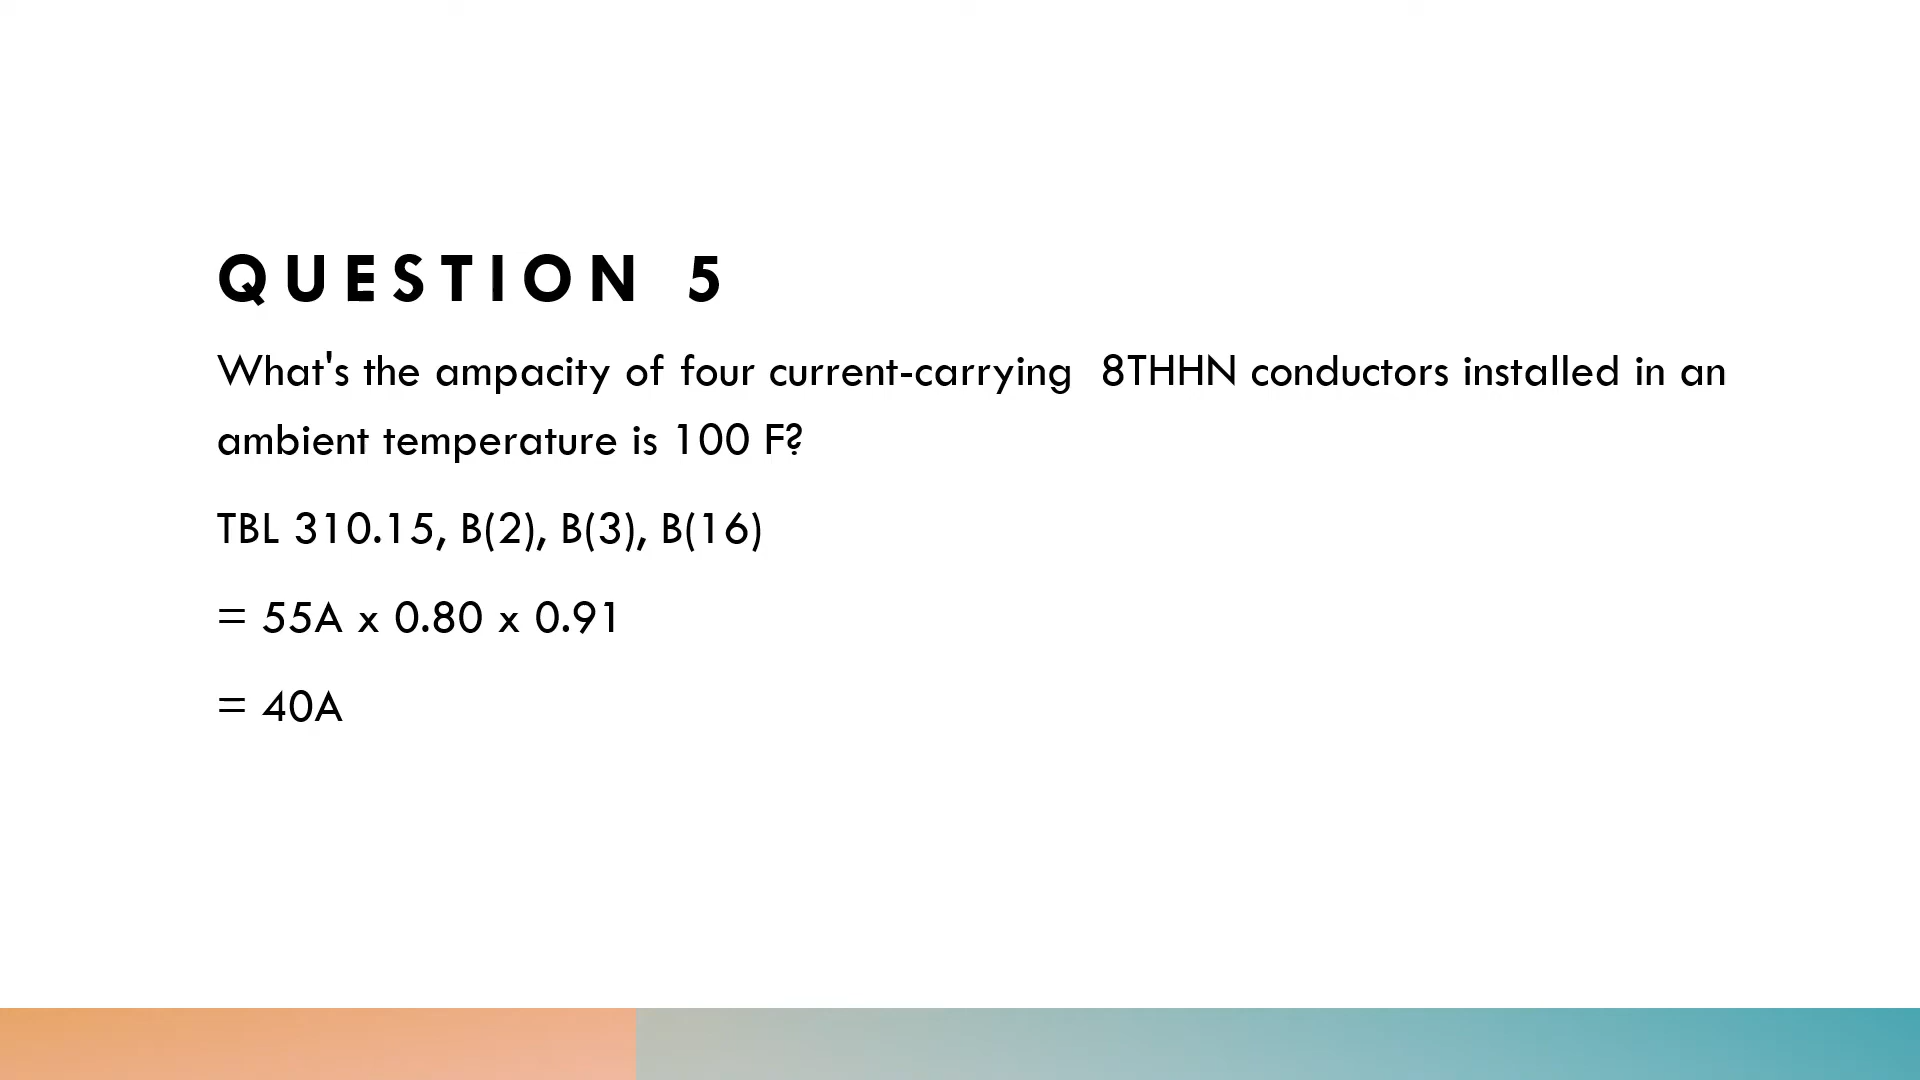 QUESTION 5
What's the ampacity of four current-carrying  8THHN conductors installed in an
ambient temperature is 100 F?
TBL 310.15, B(2), B(3), B(16)
= 55A x 0.80 x 0.91
= 40A